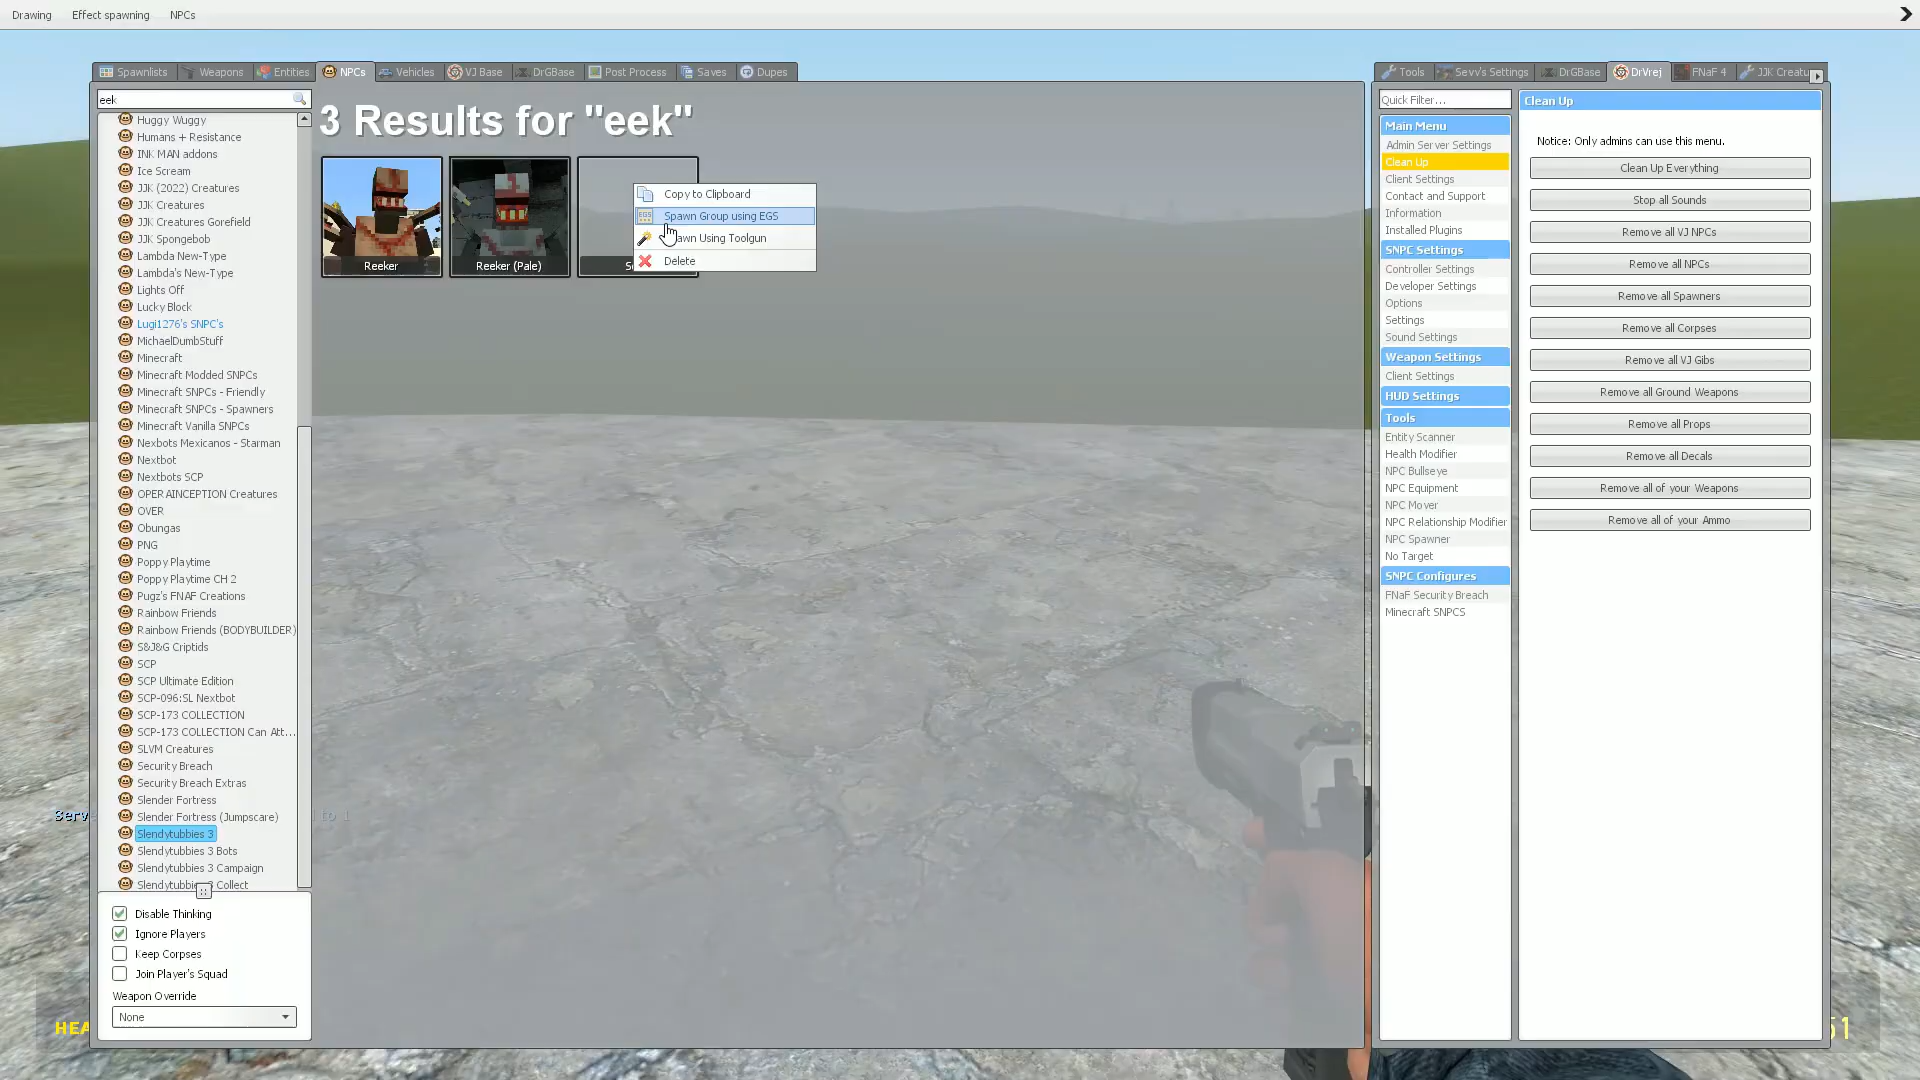 Drawing
Effect spawning
NPCs
Spawnlists
Weapons
Entities
NPCs
Vehicles
VJ Base
DrGBase
Post Process
Saves
Dupes
eek
3 Results for "eek"
Huggy Wuggy
Humans + Resistance
INK MAN addons
Ice Scream
JJK (2022) Creatures
JJK Creatures
JJK Creatures Gorefield
JJK Spongebob
Lambda New-Type
Lambda's New-Type
Lights Off
Lucky Block
Lugi1276's SNPC's
MichaelDumbStuff
Minecraft
Minecraft Modded SNPCs
Minecraft SNPCs - Friendly
Minecraft SNPCs - Spawners
Minecraft Vanilla SNPCs
Nexbots Mexicanos - Starman
Nextbot
Nextbots SCP
OPERAINCEPTION Creatures
OVER
Obungas
PNG
Poppy Playtime
Poppy Playtime CH 2
Pugz's FNAF Creations
Rainbow Friends
Rainbow Friends (BODYBUILDER)
S&J&G Criptids
SCP
SCP Ultimate Edition
SCP-096:SL Nextbot
SCP-173 COLLECTION
SCP-173 COLLECTION Can Att...
SLVM Creatures
Security Breach
Security Breach Extras
Slender Fortress
Slender Fortress (Jumpscare)
Slendytubbies 3
Slendytubbies 3 Bots
Slendytubbies 3 Campaign
Collect
Disable Thinking
Ignore Players
Keep Corpses
Join Player's Squad
Weapon Override
None
Reeker
Reeker (Pale)
Copy to Clipboard
Spawn Group using EGS
Using Toolgun
Delete
EGS
Serv
to 1
HEA
51
Tools
Sevv's Settings
DrGBase
DrVrej
FNaF 4
JJK Creatu
Quick Filter...
Main Menu
Admin Server Settings
Clean Up
Client Settings
Contact and Support
Information
Installed Plugins
SNPC Settings
Controller Settings
Developer Settings
Options
Settings
Sound Settings
Weapon Settings
Client Settings
HUD Settings
Tools
Entity Scanner
Health Modifier
NPC Bullseye
NPC Equipment
NPC Mover
NPC Relationship Modifier
NPC Spawner
No Target
SNPC Configures
FNaF Security Breach
Minecraft SNPCS
Clean Up
Notice: Only admins can use this menu.
Clean Up Everything
Stop all Sounds
Remove all VJ NPCs
Remove all NPCs
Remove all Spawners
Remove all Corpses
Remove all VJ Gibs
Remove all Ground Weapons
Remove all Props
Remove all Decals
Remove all of your Weapons
Remove all of your Ammo